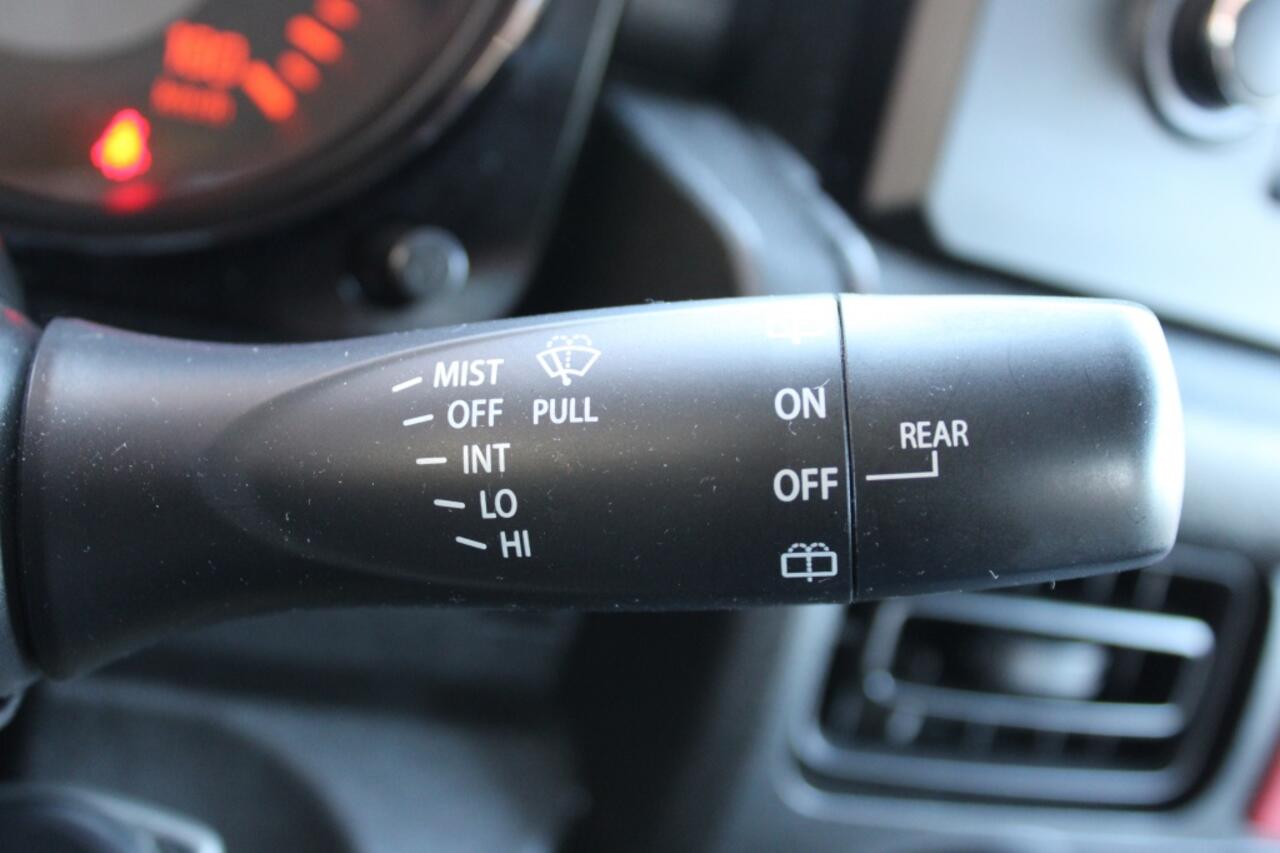 MIST
OFF
PULL
INT
LO
HI
ON
OFF
REAR